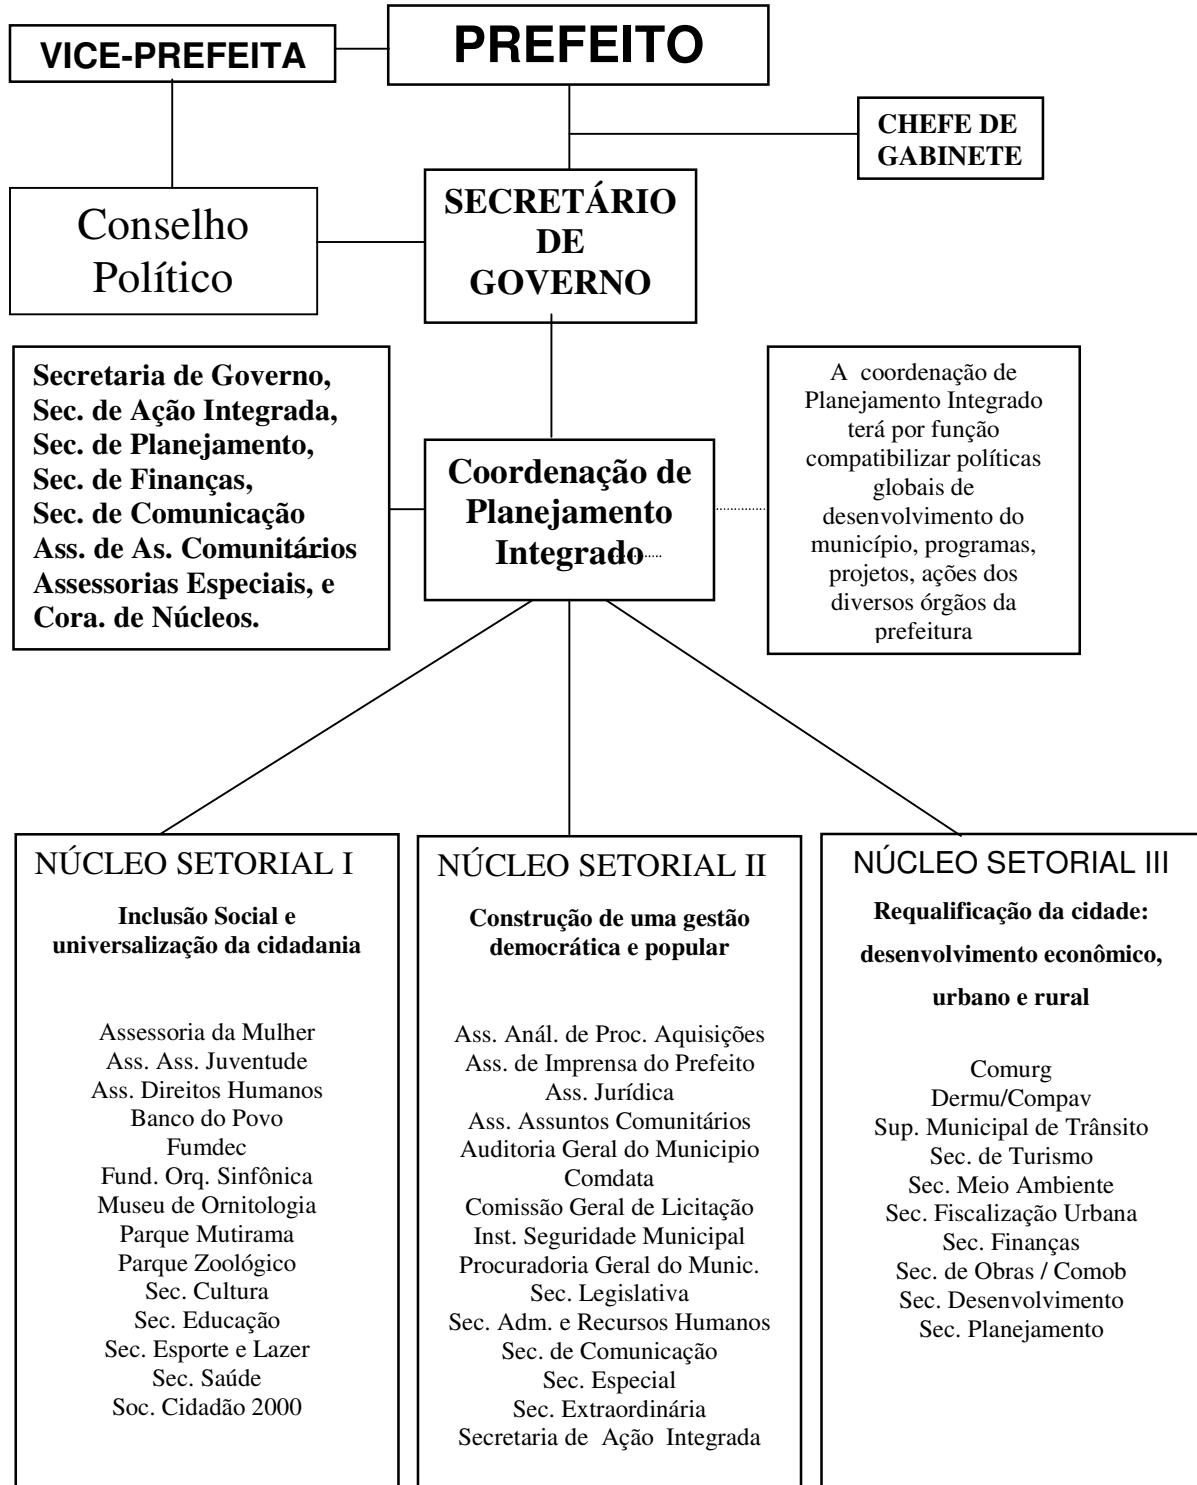 PREFEITO
VICE-PREFEITA
CHEFE DE
GABINETE
Conselho
Político
SECRETÁRIO
DE
GOVERNO
Secretaria de Governo,
Sec. de Ação Integrada,
Sec. de Planejamento,
Sec. de Finanças,
Sec. de Comunicação
Ass. de As. Comunitários
Assessorias Especiais, e
Cora. de Núcleos.
Coordenação de
Planejamento
Integrado
A coordenação de
Planejamento Integrado
terá por função
compatibilizar políticas
globais de
desenvolvimento do
município, programas,
projetos, ações dos
diversos órgãos da
prefeitura
NÚCLEO SETORIAL I
Inclusão Social e
universalização da cidadania
Assessoria da Mulher
Ass. Ass. Juventude
Ass. Direitos Humanos
Banco do Povo
Fumdec
Fund. Orq. Sinfônica
Museu de Ornitologia
Parque Mutirama
Parque Zoológico
Sec. Cultura
Sec. Educação
Sec. Esporte e Lazer
Sec. Saúde
Soc. Cidadão 2000
NÚCLEO SETORIAL II
Construção de uma gestão
democrática e popular
Ass. Anál. de Proc. Aquisições
Ass. de Imprensa do Prefeito
Ass. Jurídica
Ass. Assuntos Comunitários
Auditoria Geral do Municipio
Comdata
Comissão Geral de Licitação
Inst. Seguridade Municipal
Procuradoria Geral do Munic.
Sec. Legislativa
Sec. Adm. e Recursos Humanos
Sec. de Comunicação
Sec. Especial
Sec. Extraordinária
Secretaria de Ação Integrada
NÚCLEO SETORIAL III
Requalificação da cidade:
desenvolvimento econômico,
urbano e rural
Comurg
Dermu/Compav
Sup. Municipal de Trânsito
Sec. de Turismo
Sec. Meio Ambiente
Sec. Fiscalização Urbana
Sec. Finanças
Sec. de Obras / Comob
Sec. Desenvolvimento
Sec. Planejamento